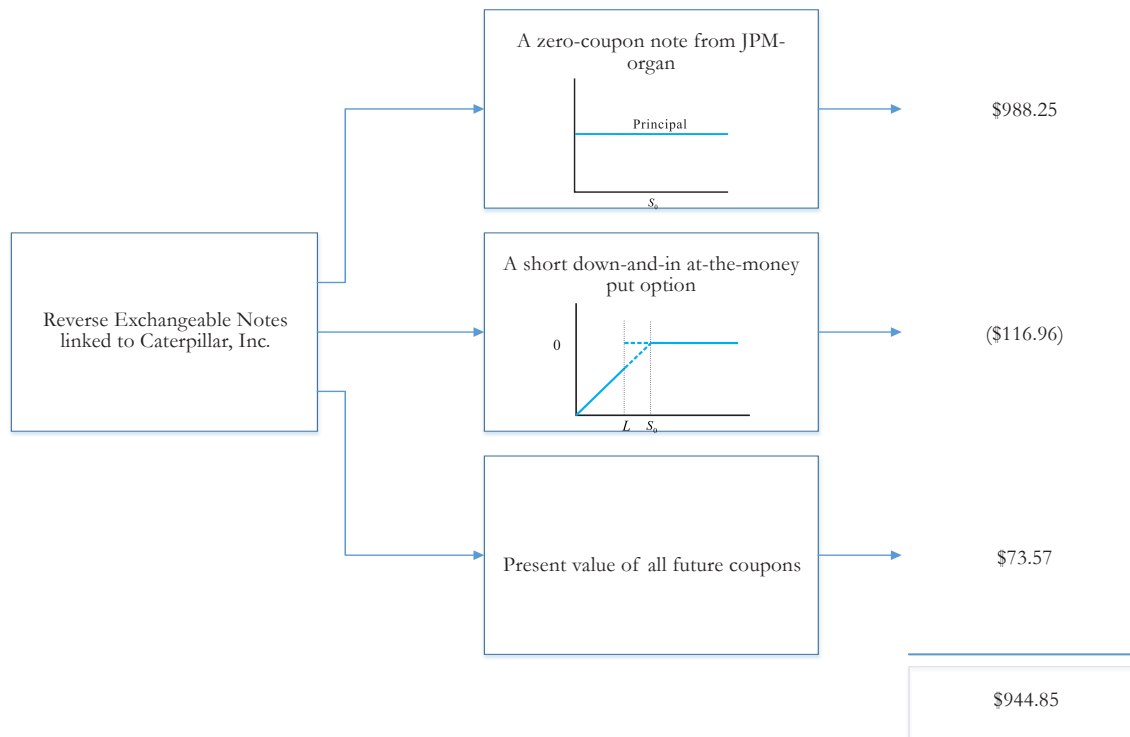 A zero-coupon note from JPM-
organ
Principal
S₀
$988.25
Reverse Exchangeable Notes
linked to Caterpillar, Inc.
A short down-and-in at-the-money
put option
0
L S₀
($116.96)
Present value of all future coupons
$73.57
$944.85